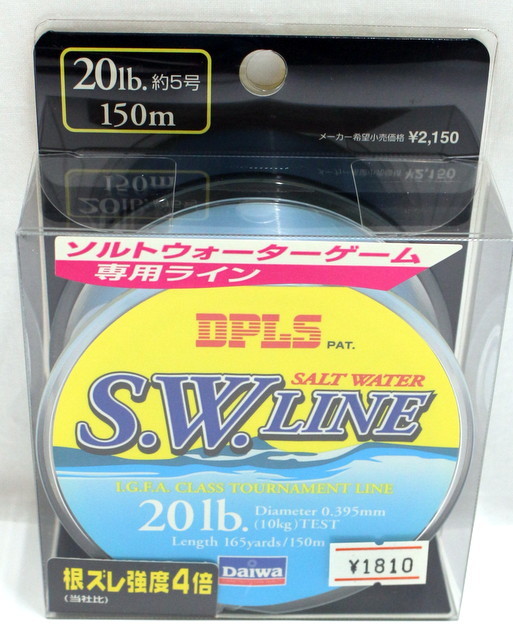 20lb. 約5号
150m
メーカー希望小売価格 ¥2,150
ソルトウォーターゲーム
専用ライン
DPLS PAT.
SALT WATER
S.W. LINE
I.G.F.A. CLASS TOURNAMENT LINE
20lb. Diameter 0.395mm
(10kg) TEST
Length 165yards/150m
Daiwa
¥1810
根ズレ強度4倍
(当社比)